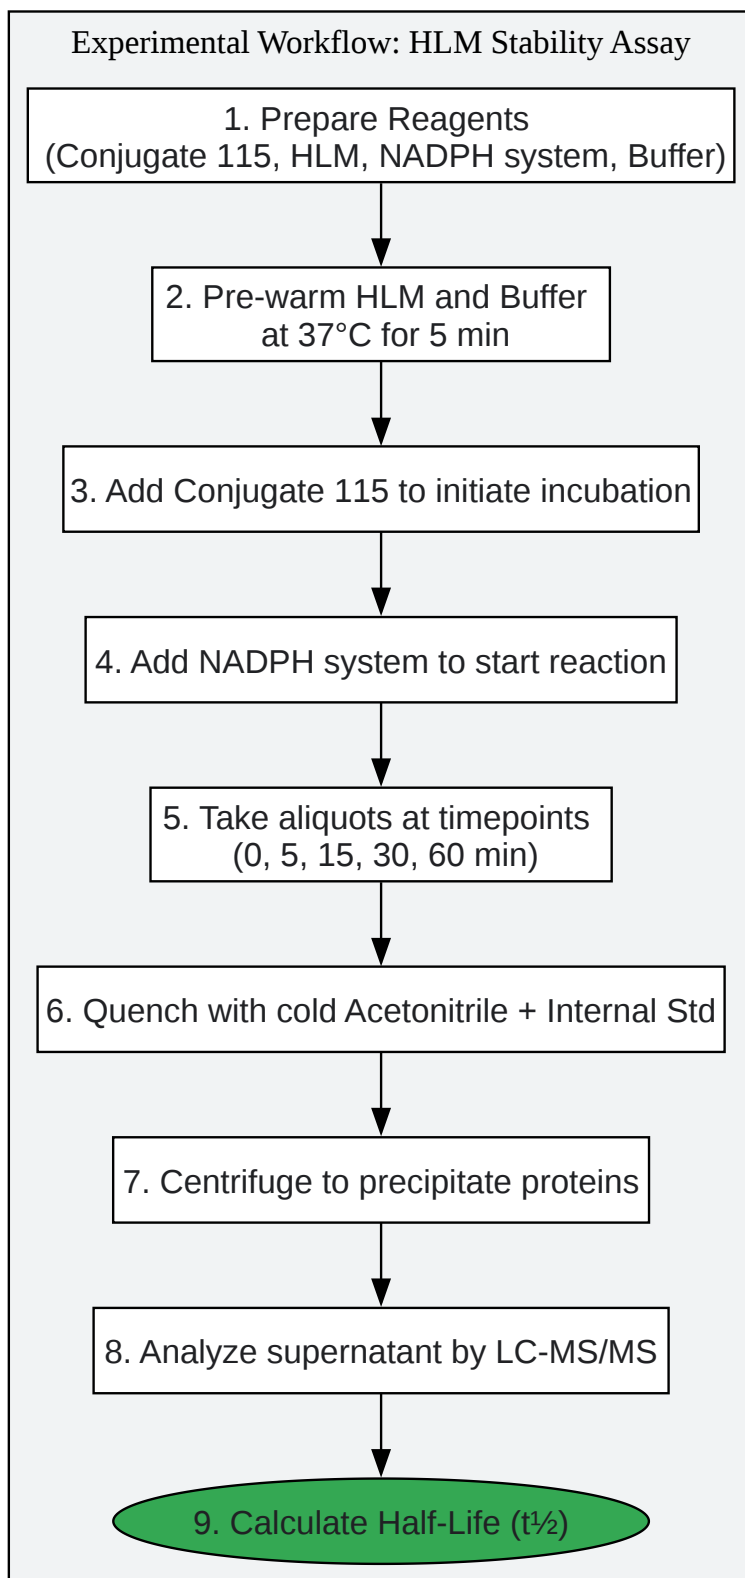 Experimental Workflow: HLM Stability Assay
1. Prepare Reagents
(Conjugate 115, HLM, NADPH system, Buffer)
2. Pre-warm HLM and Buffer
at 37°C for 5 min
3. Add Conjugate 115 to initiate incubation
4. Add NADPH system to start reaction
5. Take aliquots at timepoints
(0, 5, 15, 30, 60 min)
6. Quench with cold Acetonitrile + Internal Std
7. Centrifuge to precipitate proteins
8. Analyze supernatant by LC-MS/MS
9. Calculate Half-Life (t½)